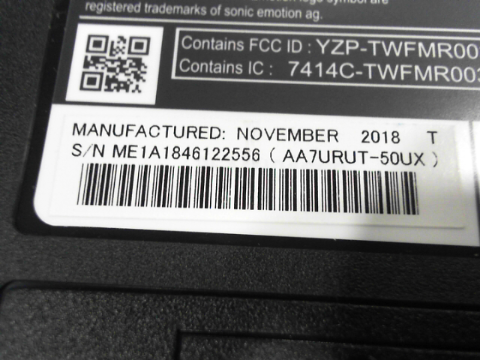 registered trademarks of sonic emotion ag.
Contains FCC ID : YZP-TWFMR00
Contains IC : 7414C-TWFMR003
MANUFACTURED: NOVEMBER 2018 T
S/N ME1A1846122556 ( AA7URUT-50UX )